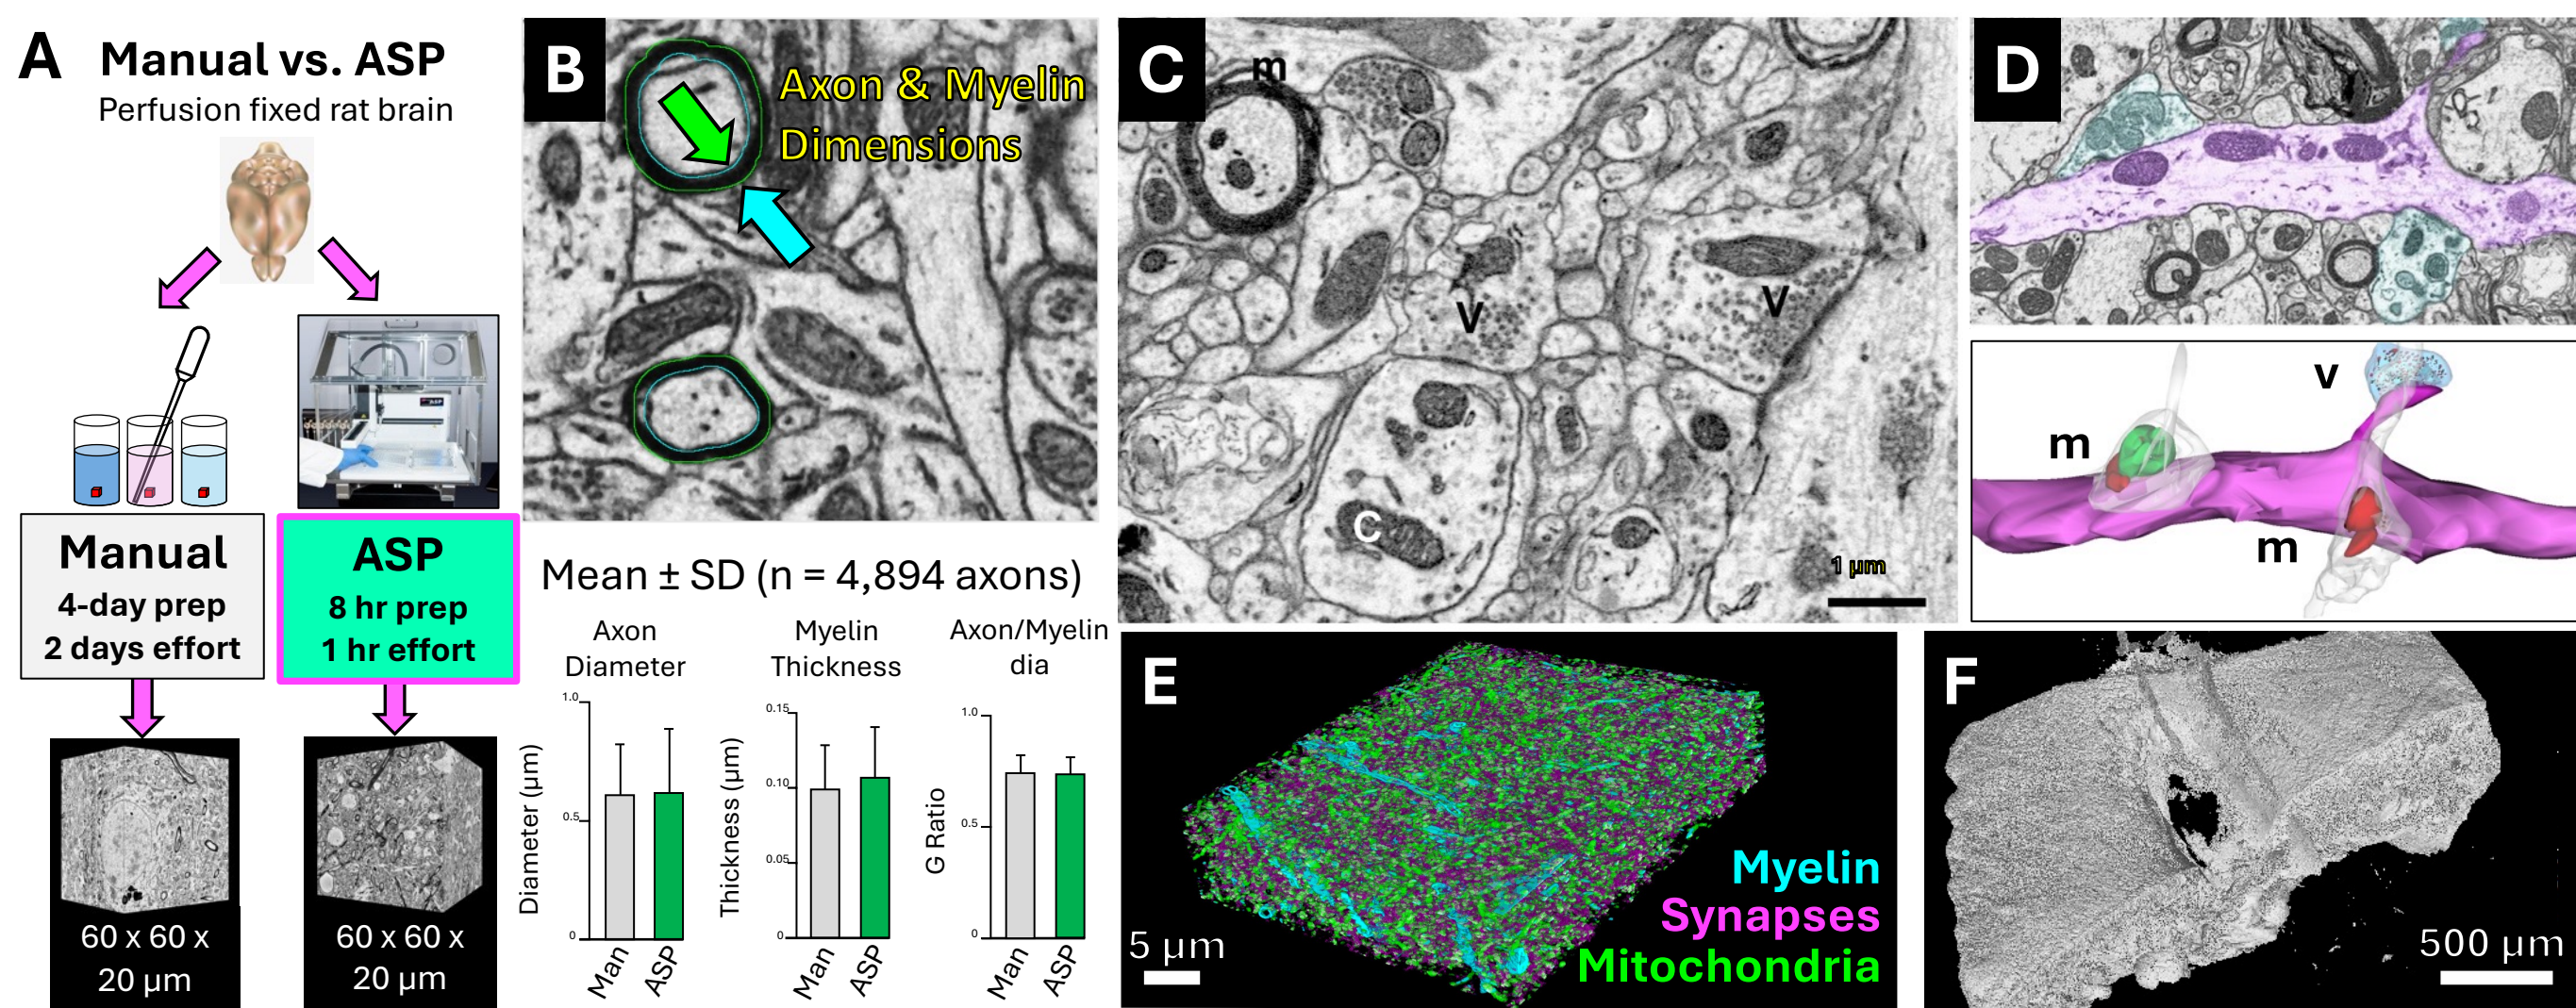 A
Manual vs. ASP
Perfusion fixed rat brain
ASP
Manual
4-day prep
2 days effort
ASP
8 hr prep
1 hr effort
60 x 60 x
20 µm
60 x 60 x
20 µm
B
Axon & Myelin
Dimensions
Mean ± SD (n = 4,894 axons)
Axon
Diameter
Diameter (µm)
1.0
0.5
0
Man
ASP
Myelin
Thickness
Thickness (µm)
0.15
0.10
0.05
0
Man
ASP
Axon/Myelin
dia
G Ratio
1.0
0.5
0
Man
ASP
C
m
V
V
C
1 µm
D
v
m
m
E
Myelin
Synapses
Mitochondria
5 µm
F
500 µm